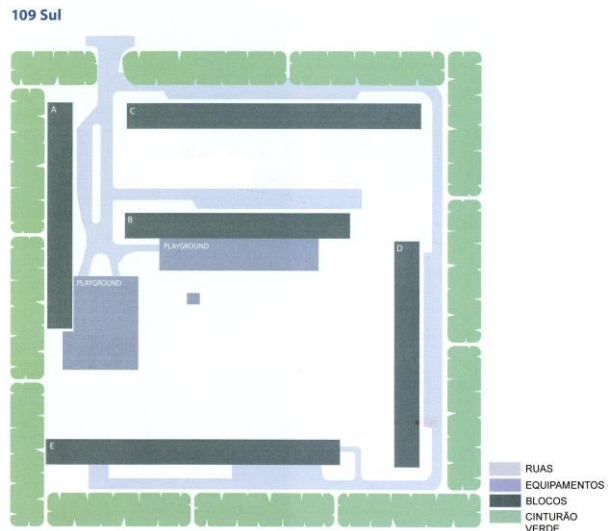 109 Sul
A
C
B
PLAYGROUND
D
PLAYGROUND
E
RUAS
EQUIPAMENTOS
BLOCOS
CINTURÃO
VERDE